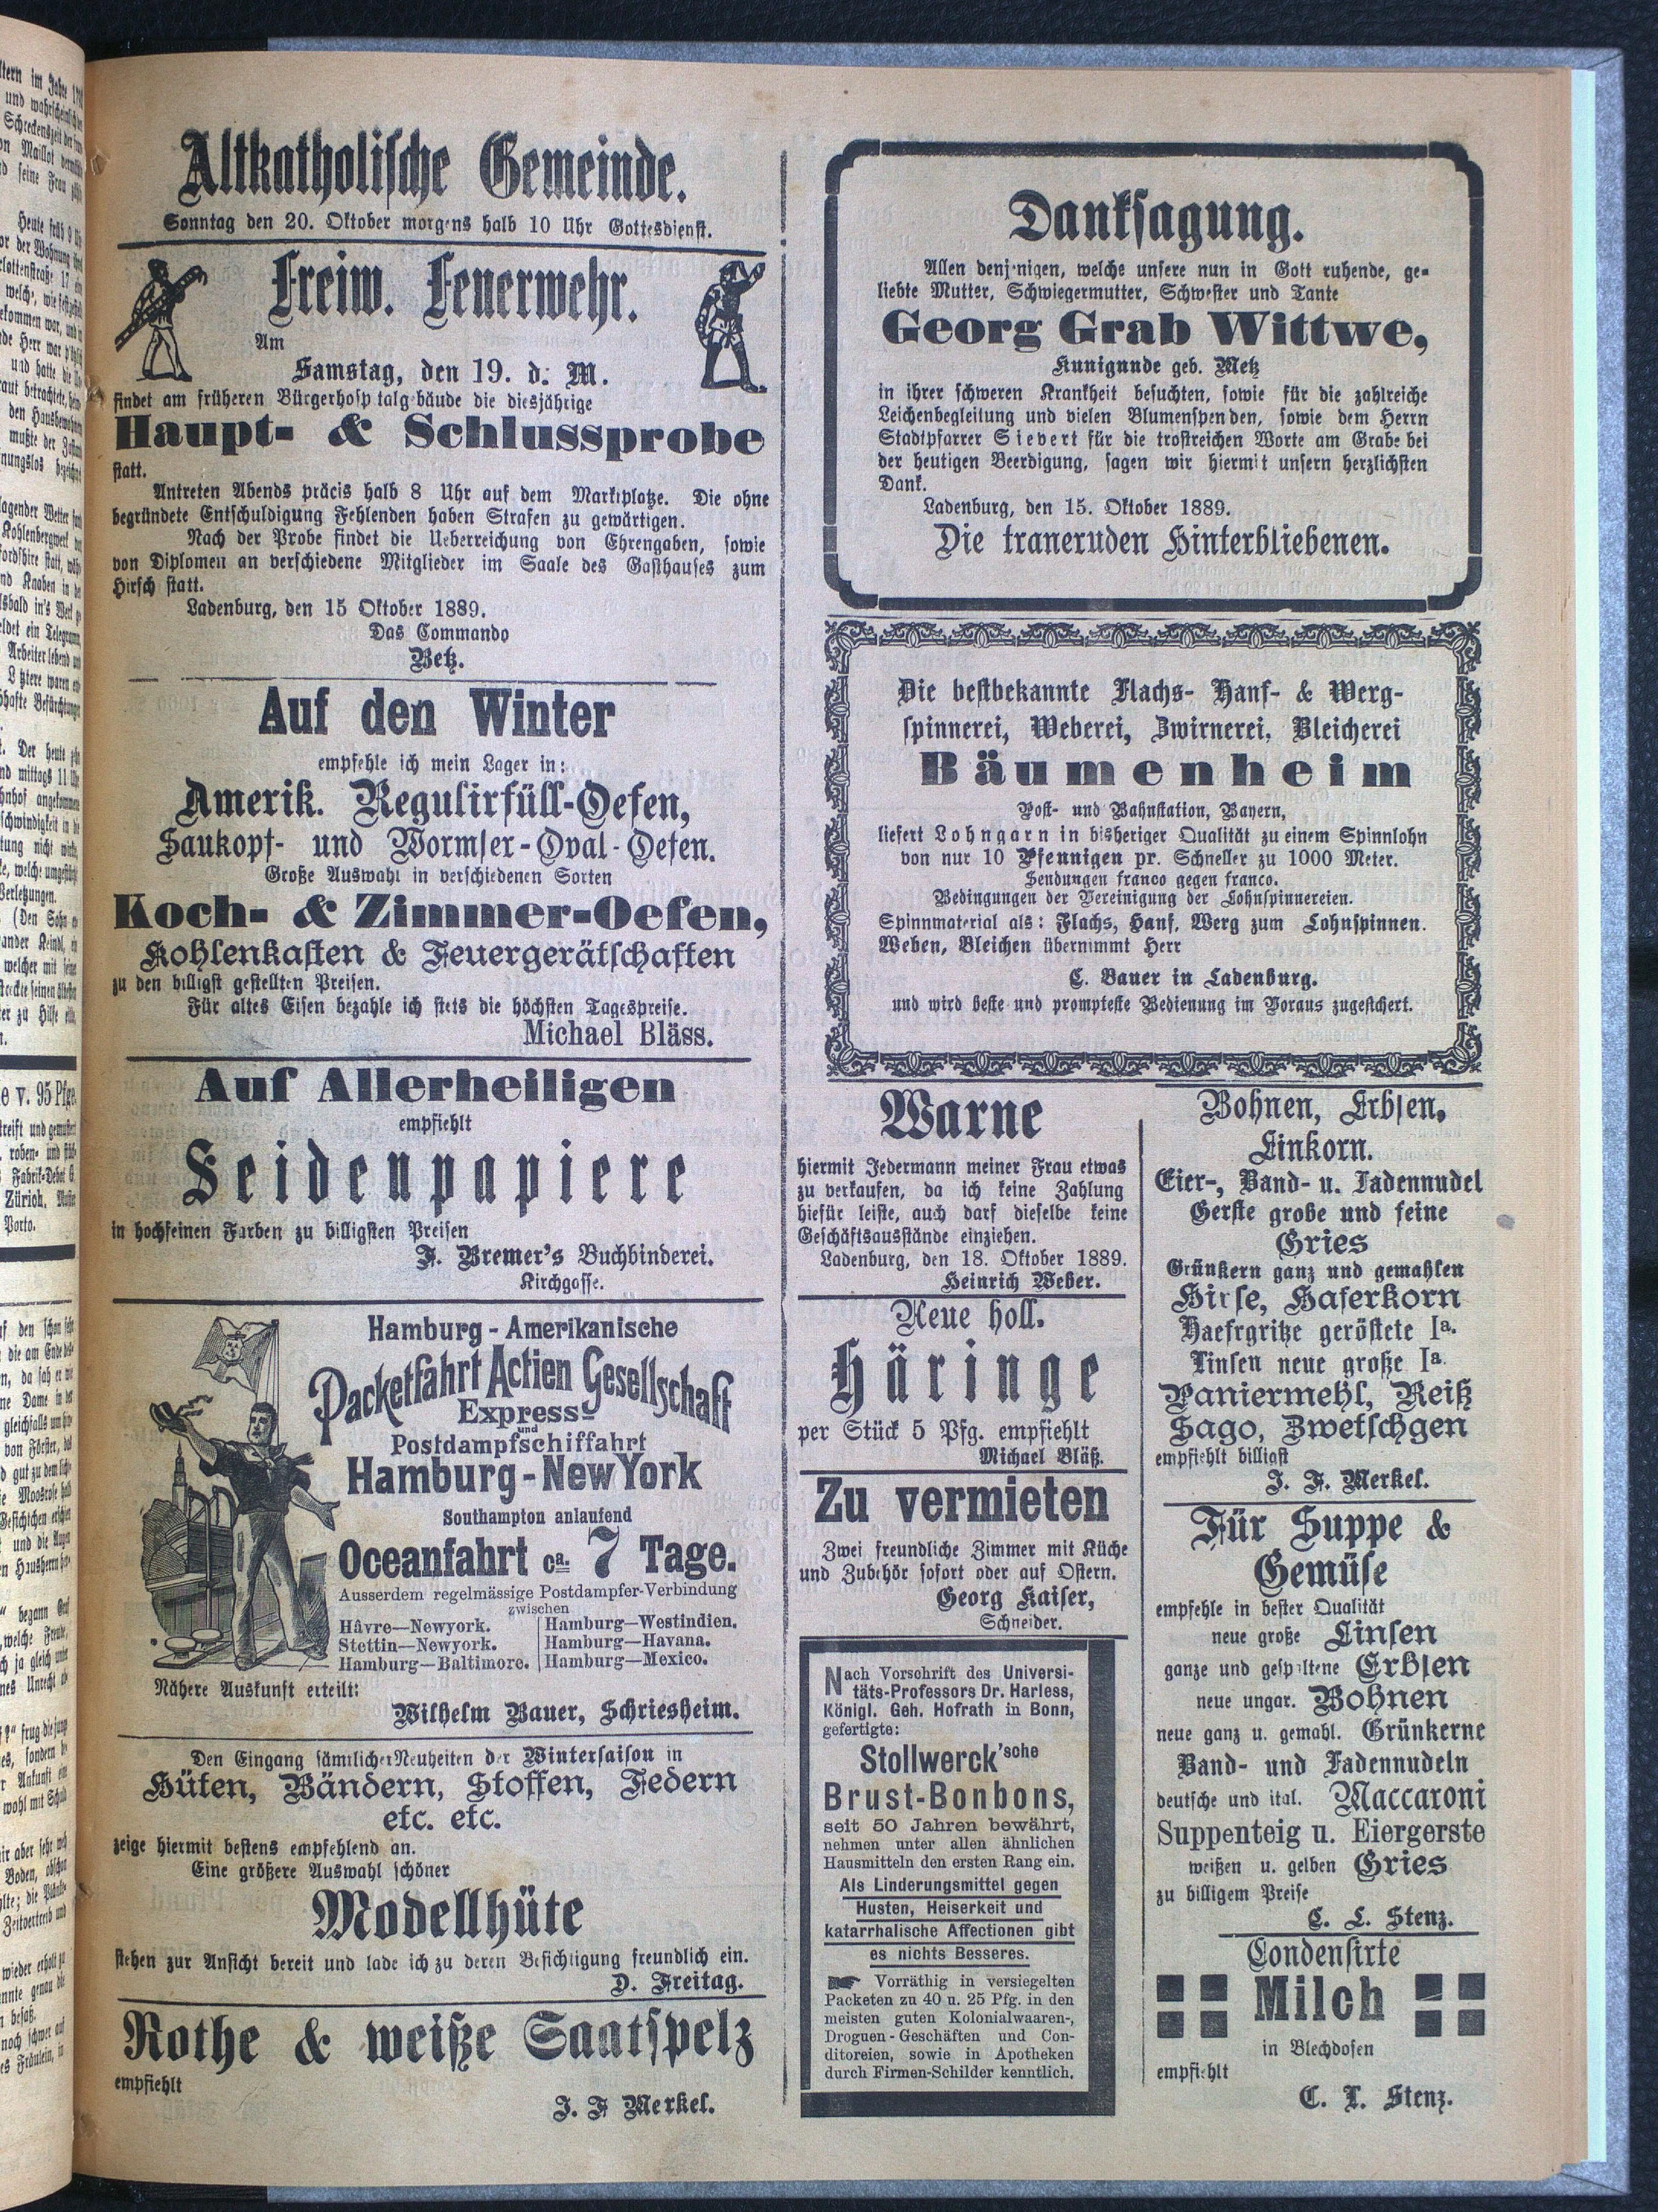 Altkatholische Gemeinde.
Sonntag den 20. Oktober morgens halb 10 Uhr Gottesdienst.
Freiw. Feuerwehr.
Am
Samstag, den 19. d. M.
findet am früheren Bürgerhosp talgebäude die diesjährige
Haupt- & Schlussprobe
statt.
Antreten Abends präcis halb 8 Uhr auf dem Marktplatze. Die ohne
begründete Entschuldigung Fehlenden haben Strafen zu gewärtigen.
Nach der Probe findet die Ueberreichung von Ehrengaben, sowie
von Diplomen an verschiedene Mitglieder im Saale des Gasthauses zum
Hirsch statt.
Ladenburg, den 15 Oktober 1889.
Das Commando
Betz.
Auf den Winter
empfehle ich mein Lager in:
Amerik. Regulirfüll-Oefen,
Saukopf- und Wormser-Oval-Oefen.
Große Auswahl in verschiedenen Sorten
Koch- & Zimmer-Oefen,
Kohlenkasten & Feuergerätschaften
zu den billigst gestellten Preisen.
Für altes Eisen bezahle ich stets die höchsten Tagespreise.
Michael Bläss.
Auf Allerheiligen
empfiehlt
Seidenpapiere
in hochfeinen Farben zu billigsten Preisen
J. Bremer's Buchbinderei.
Kirchgasse.
Hamburg-Amerikanische
Packetfahrt Actien Gesellschaft
Express-
und
Postdampfschiffahrt
Hamburg-NewYork
Southampton anlaufend
Oceanfahrt ca. 7 Tage.
Ausserdem regelmässige Postdampfer-Verbindung
zwischen
Hâvre—Newyork.
Stettin—Newyork.
Hamburg—Baltimore.
Hamburg—Westindien.
Hamburg—Havana.
Hamburg—Mexico.
Nähere Auskunft erteilt:
Wilhelm Bauer, Schriesheim.
Den Eingang sämtlicher Neuheiten der Wintersaison in
Hüten, Bändern, Stoffen, Federn
etc. etc.
zeige hiermit bestens empfehlend an.
Eine größere Auswahl schöner
Modellhüte
stehen zur Ansicht bereit und lade ich zu deren Besichtigung freundlich ein.
D. Freitag.
Rothe & weiße Saatspelz
empfiehlt
J. F Merkel.
Danksagung.
Allen denjenigen, welche unsere nun in Gott ruhende, ge-
liebte Mutter, Schwiegermutter, Schwester und Tante
Georg Grab Wittwe,
Kunigunde geb. Metz
in ihrer schweren Krankheit besuchten, sowie für die zahlreiche
Leichenbegleitung und vielen Blumenspenden, sowie dem Herrn
Stadtpfarrer Sievert für die trostreichen Worte am Grabe bei
der heutigen Beerdigung, sagen wir hiermit unsern herzlichsten
Dank.
Ladenburg, den 15. Oktober 1889.
Die tranernden Hinterbliebenen.
Die bestbekannte Flachs- Hanf- & Werg-
spinnerei, Weberei, Zwirnerei, Bleicherei
Bäumenheim
Post- und Bahnstation, Bayern,
liefert Lohngarn in bisheriger Qualität zu einem Spinnlohn
von nur 10 Pfennigen pr. Schneller zu 1000 Meter.
Sendungen franco gegen franco.
Bedingungen der Vereinigung der Lohnspinnereien.
Spinnmaterial als: Flachs, Hanf, Werg zum Lohnspinnen.
Weben, Bleichen übernimmt Herr
C. Bauer in Ladenburg.
und wird beste und prompteste Bedienung im Voraus zugesichert.
Warne
hiermit Jedermann meiner Frau etwas
zu verkaufen, da ich keine Zahlung
hiefür leiste, auch darf dieselbe keine
Geschäftsausstände einziehen.
Ladenburg, den 18. Oktober 1889.
Heinrich Weber.
Neue holl.
Häringe
per Stück 5 Pfg. empfiehlt
Michael Bläß.
Zu vermieten
Zwei freundliche Zimmer mit Küche
und Zubehör sofort oder auf Ostern.
Georg Kaiser,
Schneider.
Nach Vorschrift des Universi-
täts-Professors Dr. Harless,
Königl. Geh. Hofrath in Bonn,
gefertigte:
Stollwerck'sche
Brust-Bonbons,
seit 50 Jahren bewährt,
nehmen unter allen ähnlichen
Hausmitteln den ersten Rang ein.
Als Linderungsmittel gegen
Husten, Heiserkeit und
katarrhalische Affectionen gibt
es nichts Besseres.
Vorräthig in versiegelten
Packeten zu 40 u. 25 Pfg. in den
meisten guten Kolonialwaaren-,
Droguen-Geschäften und Con-
ditoreien, sowie in Apotheken
durch Firmen-Schilder kenntlich.
Bohnen, Erbsen,
Einkorn.
Eier-, Band- u. Fadennudel
Gerste grobe und feine
Gries
Grünkern ganz und gemahlen
Hirse, Haferkorn
Haefrgritze geröstete Ia.
Linsen neue große Ia.
Paniermehl, Reiß
Sago, Zwetschgen
empfiehlt billigst
J. F. Merkel.
Für Suppe &
Gemüse
empfehle in bester Qualität
neue große Linsen
ganze und gespaltene Erbsen
neue ungar. Bohnen
neue ganz u. gemahl. Grünkerne
Band- und Fadennudeln
deutsche und ital. Maccaroni
Suppenteig u. Eiergerste
weißen u. gelben Gries
zu billigem Preise
C. L. Stenz.
Condensirte
Milch
in Blechdosen
empfiehlt
C. L. Stenz.